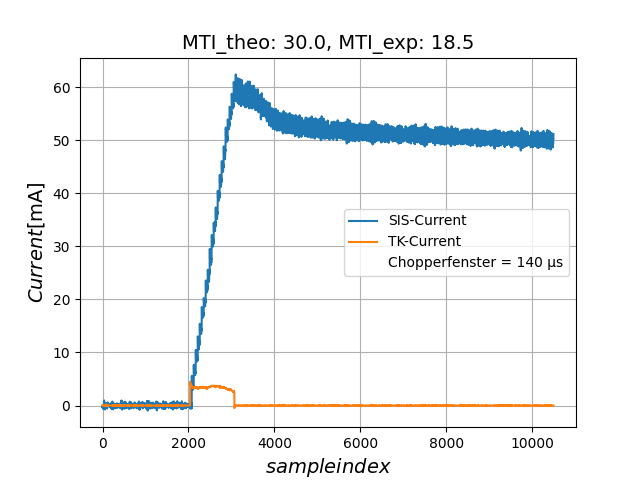 MTI_theo: 30.0, MTI_exp: 18.5
Current[mA]
60
50
40
30
20
10
0
SIS-Current
TK-Current
Chopperfenster = 140 µs
0 2000 4000 6000 8000 10000
sampleindex